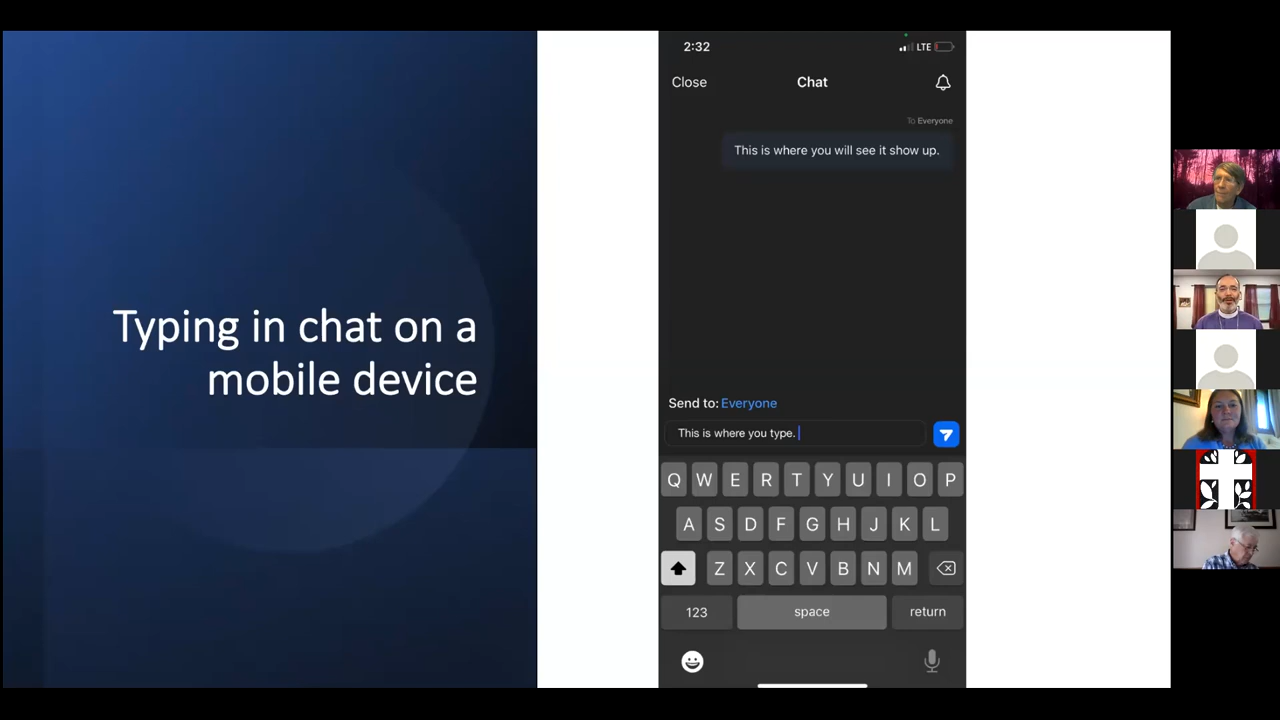 Typing in chat on a
mobile device
2:32
LTE
Close
Chat
To Everyone
This is where you will see it show up.
Send to: Everyone
This is where you type.
Q W E R T Y U I O P
A S D F G H J K L
Z X C V B N M
123
space
return